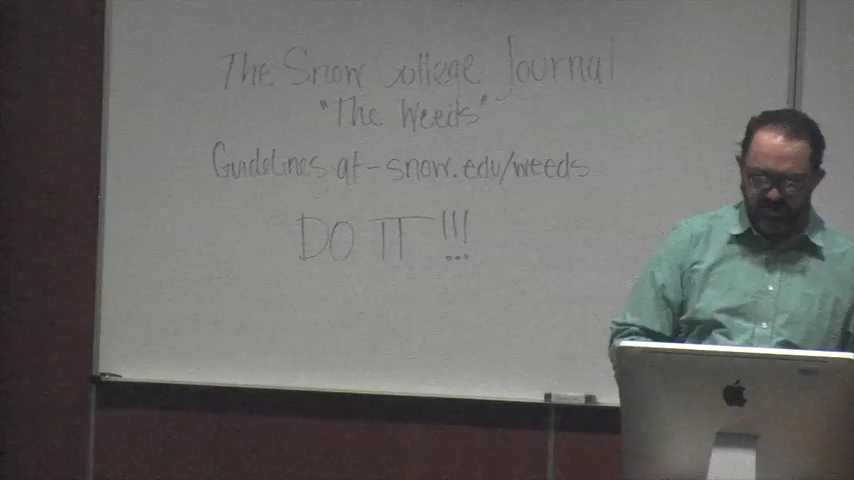 The Snow College Journal
"The Weeds"
Guidelines at - snow.edu/weeds
DO IT!!!